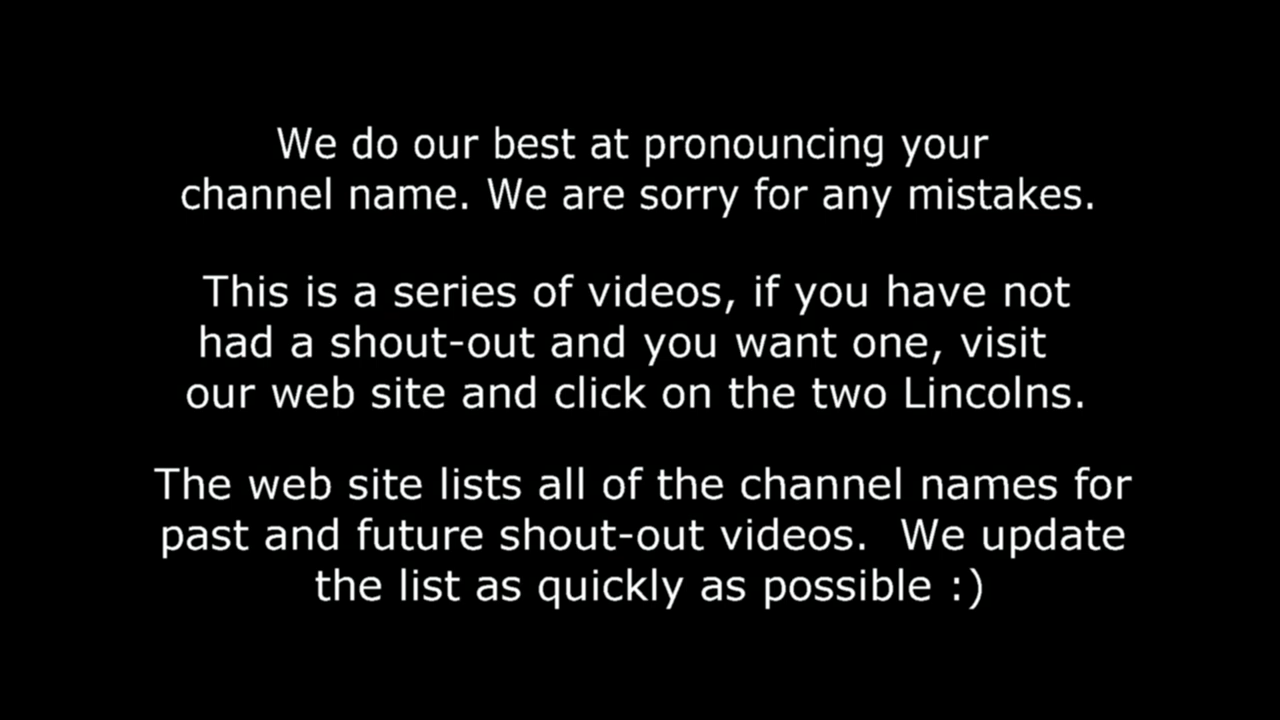 We do our best at pronouncing your
channel name. We are sorry for any mistakes.
This is a series of videos, if you have not
had a shout-out and you want one, visit
our web site and click on the two Lincolns.
The web site lists all of the channel names for
past and future shout-out videos.  We update
the list as quickly as possible :)